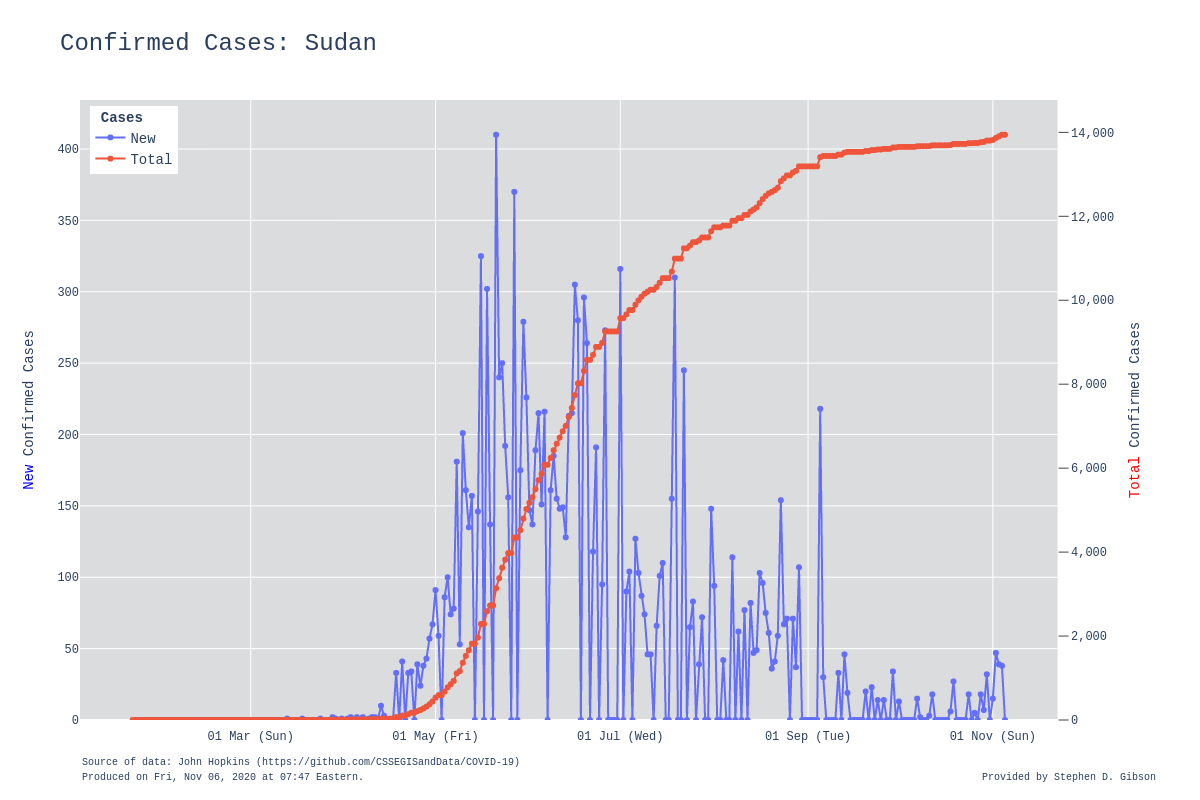 Confirmed Cases: Sudan
Cases
New
Total
400
350
300
250
200
150
100
50
0
14,000
12,000
10,000
8,000
6,000
4,000
2,000
0
New Confirmed Cases
Total Confirmed Cases
01 Mar (Sun) 01 May (Fri) 01 Jul (Wed) 01 Sep (Tue) 01 Nov (Sun)
Source of data: John Hopkins (https://github.com/CSSEGISandData/COVID-19)
Produced on Fri, Nov 06, 2020 at 07:47 Eastern.
Provided by Stephen D. Gibson